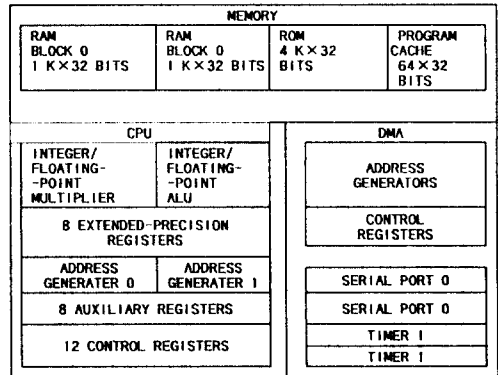 MEMORY
RAM
BLOCK 0
1 K×32 BITS
RAM
BLOCK 0
1 K×32 BITS
ROM
4 K×32
BITS
PROGRAM
CACHE
64×32
BITS
CPU
INTEGER/
FLOATING-
-POINT
MULTIPLIER
INTEGER/
FLOATING-
-POINT
ALU
8 EXTENDED-PRECISION
REGISTERS
ADDRESS
GENERATER 0
ADDRESS
GENERATER 1
8 AUXILIARY REGISTERS
12 CONTROL REGISTERS
DMA
ADDRESS
GENERATORS
CONTROL
REGISTERS
SERIAL PORT 0
SERIAL PORT 0
TIMER 1
TIMER 1